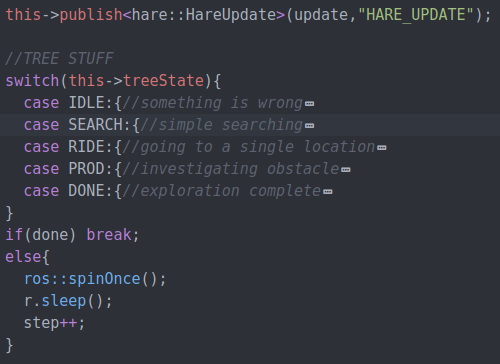 this->publish<hare::HareUpdate>(update,"HARE_UPDATE");
//TREE STUFF
switch(this->treeState){
case IDLE:{//something is wrong
case SEARCH:{//simple searching
case RIDE:{//going to a single location
case PROD:{//investigating obstacle
case DONE:{//exploration complete
}
if(done) break;
else{
ros::spinOnce();
r.sleep();
step++;
}